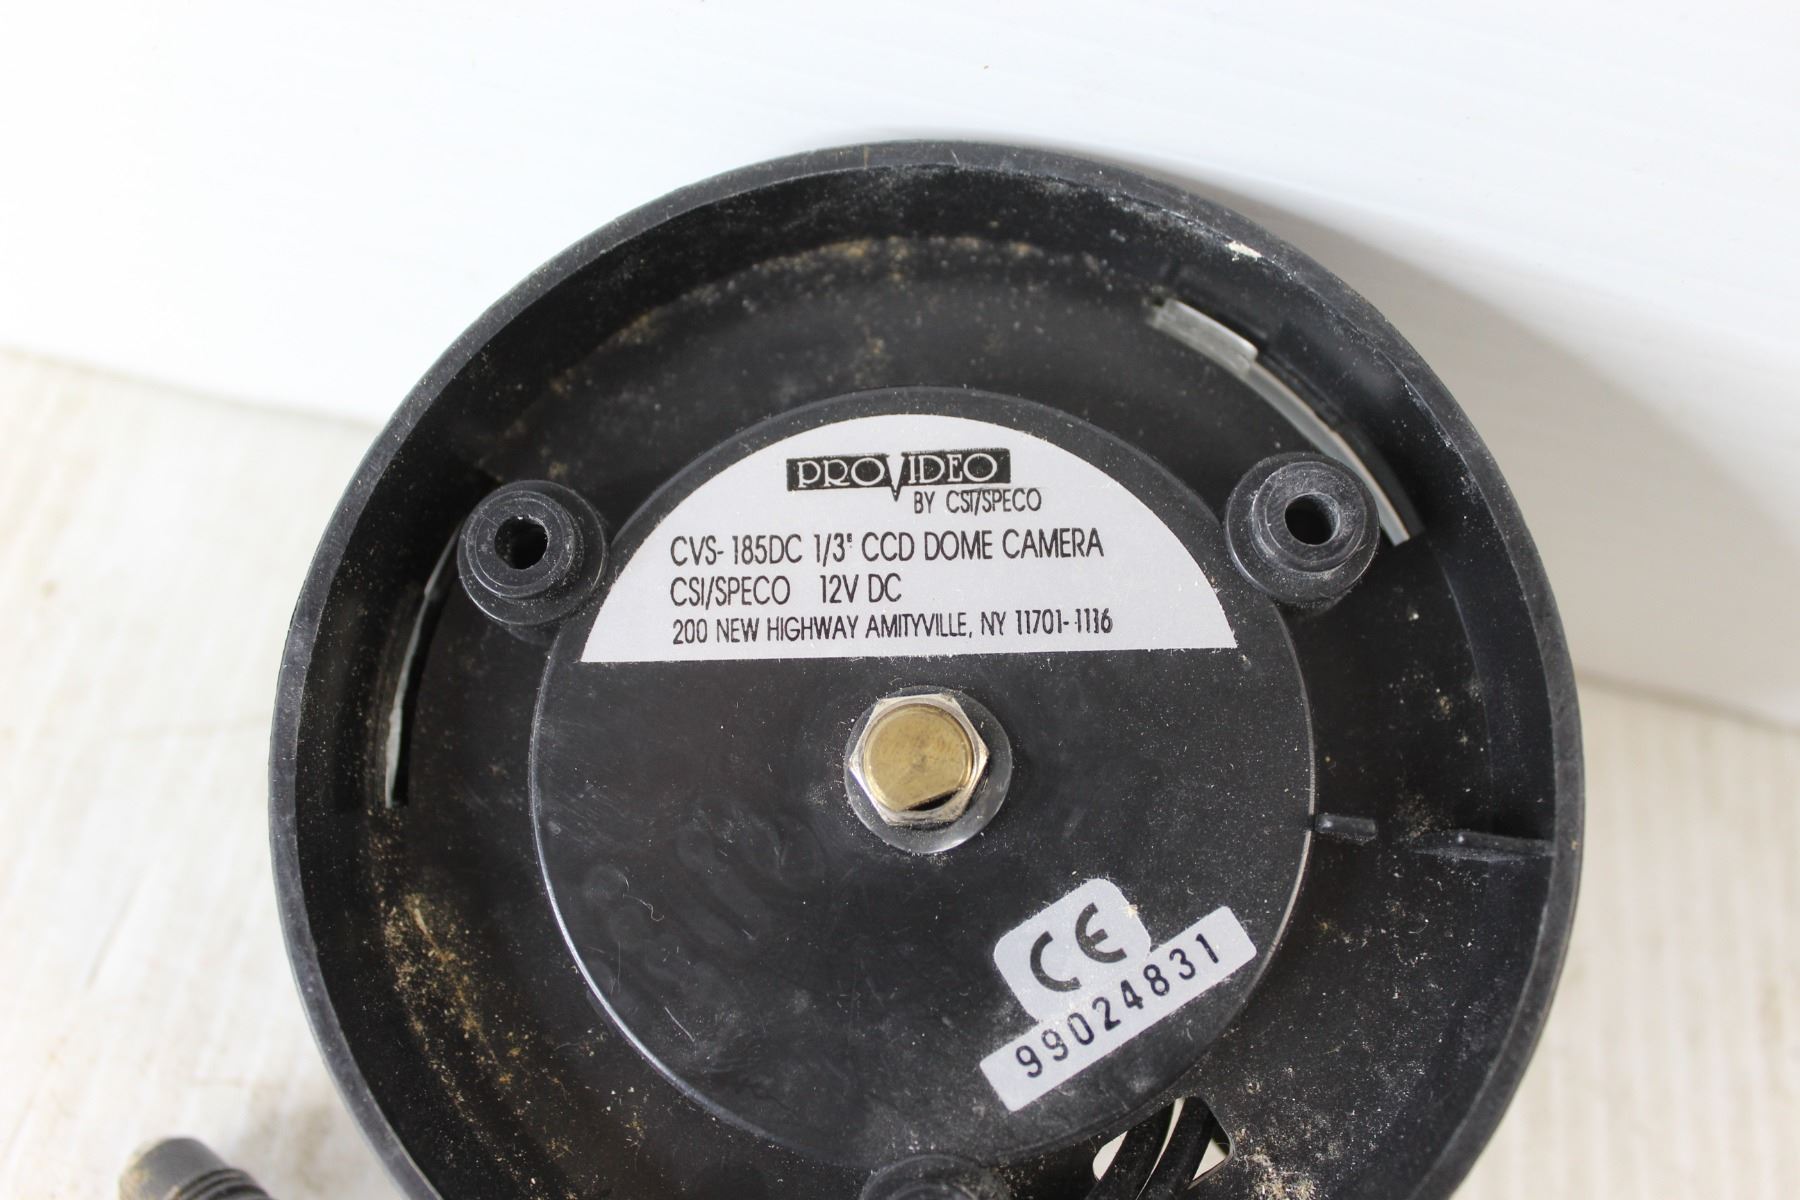 PROVIDEO
BY CSI/SPECO
CVS-185DC 1/3" CCD DOME CAMERA
CSI/SPECO 12V DC
200 NEW HIGHWAY AMITYVILLE, NY 11701-1116
CE
99024831